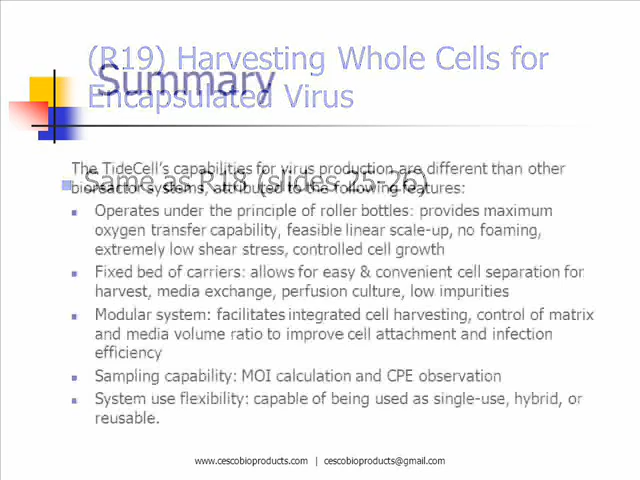 (R19) Harvesting Whole Cells for
Summary
Encapsulated Virus
The TideCell's capabilities for virus production are different than other
Same as R18 (slides 25-26)
bioreactor systems, attributed to the following features:
Operates under the principle of roller bottles: provides maximum
oxygen transfer capability, feasible linear scale-up, no foaming,
extremely low shear stress, controlled cell growth
Fixed bed of carriers: allows for easy & convenient cell separation for
harvest, media exchange, perfusion culture, low impurities
Modular system: facilitates integrated cell harvesting, control of matrix
and media volume ratio to improve cell attachment and infection
efficiency
Sampling capability: MOI calculation and CPE observation
System use flexibility: capable of being used as single-use, hybrid, or
reusable.
www.cescobioproducts.com | cescobioproducts@gmail.com